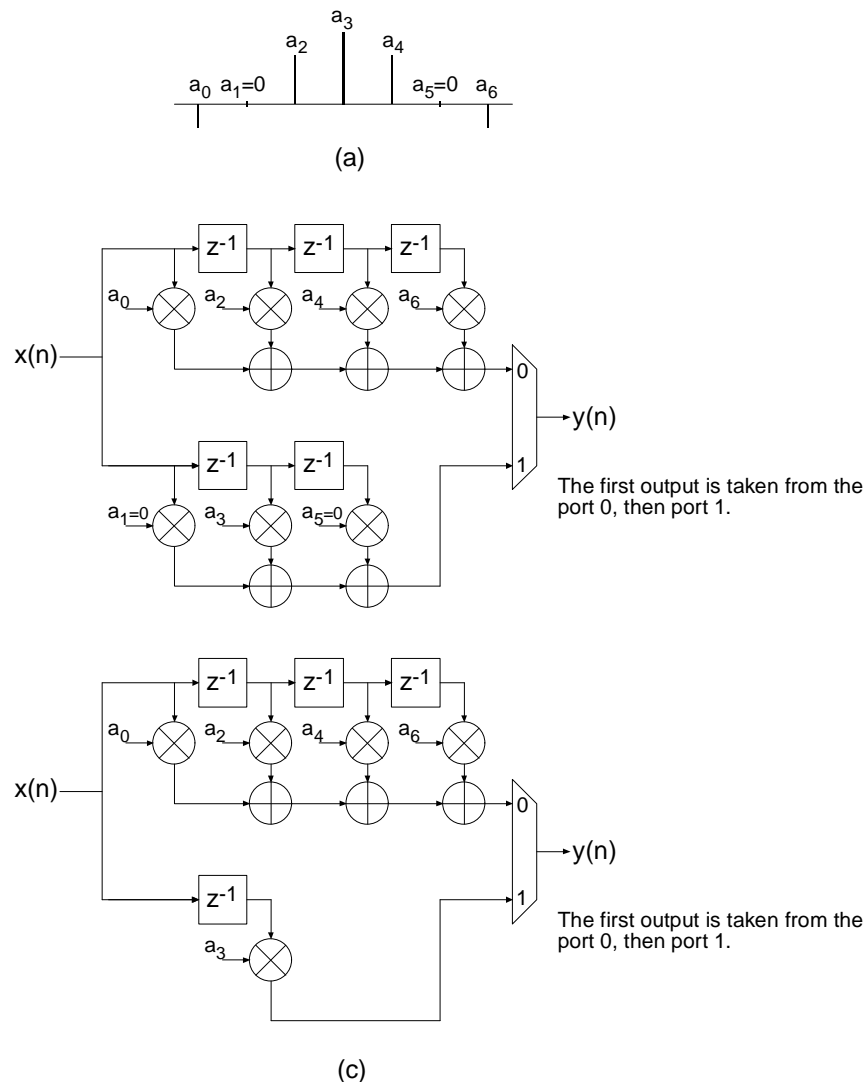 a3
a2
a4
a0
a1=0
a5=0
a6
(a)
z-1
z-1
z-1
a0
a2
a4
a6
x(n)
0
y(n)
z-1
z-1
1
The first output is taken from the
port 0, then port 1.
a1=0
a3
a5=0
z-1
z-1
z-1
a0
a2
a4
a6
x(n)
0
y(n)
z-1
1
The first output is taken from the
port 0, then port 1.
a3
(c)